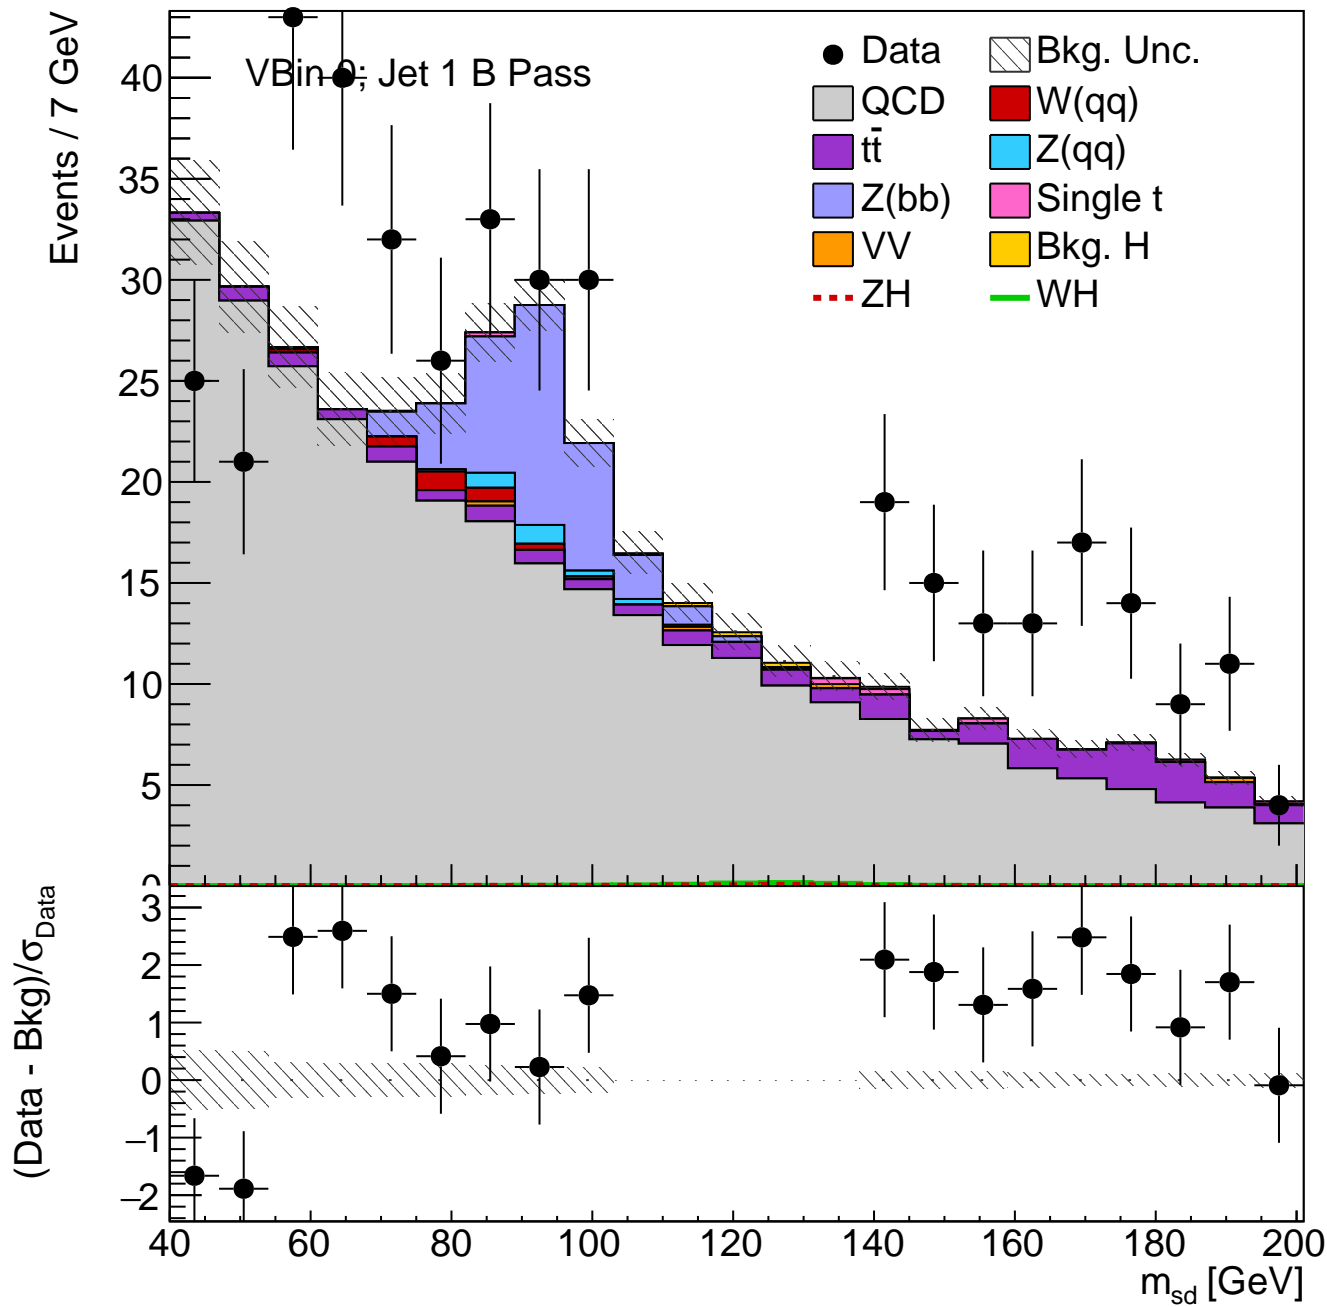 Events / 7 GeV
VBin 0; Jet 1 B Pass
Data
Bkg. Unc.
QCD
W(qq)
tt̄
Z(qq)
Z(bb)
Single t
VV
Bkg. H
ZH
WH
40
35
30
25
20
15
10
5
0
(Data - Bkg)/σData
3
2
1
0
−1
−2
40 60 80 100 120 140 160 180 200
msd [GeV]